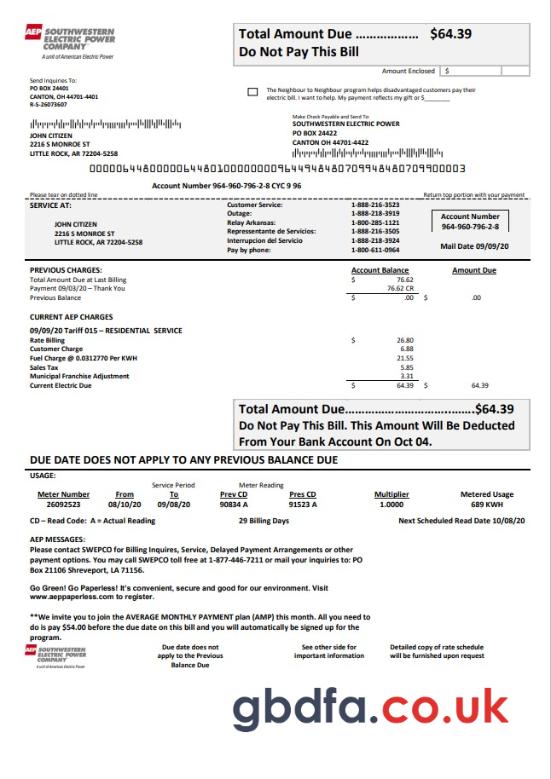 AEP SOUTHWESTERN
ELECTRIC POWER
COMPANY
A unit of American Electric Power
Total Amount Due ……………… $64.39
Do Not Pay This Bill
Amount Enclosed $
Send Inquiries To:
PO BOX 24401
CANTON, OH 44701-4401
R-S-26073607
The Neighbour to Neighbour program helps disadvantaged customers pay their
electric bill. I want to help. My payment reflects my gift or $________
Make Check Payable and Send To
SOUTHWESTERN ELECTRIC POWER
PO BOX 24422
CANTON OH 44701-4422
JOHN CITIZEN
2216 S MONROE ST
LITTLE ROCK, AR 72204-5258
Account Number 964-960-796-2-8 CYC 9 96
Please tear on dotted line Return top portion with your payment
SERVICE AT:
JOHN CITIZEN
2216 S MONROE ST
LITTLE ROCK, AR 72204-5258
Customer Service: 1-888-216-3523
Outage: 1-888-218-3919
Relay Arkansas: 1-800-285-1121
Representante de Servicios: 1-888-216-3505
Interrupcion del Servicio 1-888-218-3924
Pay by phone: 1-800-611-0964
Account Number
964-960-796-2-8
Mail Date 09/09/20
PREVIOUS CHARGES: Account Balance Amount Due
Total Amount Due at Last Billing $ 76.62
Payment 09/03/20 – Thank You 76.62 CR
Previous Balance $ .00 $ .00
CURRENT AEP CHARGES
09/09/20 Tariff 015 – RESIDENTIAL SERVICE
Rate Billing $ 26.80
Customer Charge 6.88
Fuel Charge @ 0.0312770 Per KWH 21.55
Sales Tax 5.85
Municipal Franchise Adjustment 3.31
Current Electric Due $ 64.39 $ 64.39
Total Amount Due……………………………..……..$64.39
Do Not Pay This Bill. This Amount Will Be Deducted
From Your Bank Account On Oct 04.
DUE DATE DOES NOT APPLY TO ANY PREVIOUS BALANCE DUE
USAGE:
Service Period Meter Reading
Meter Number From To Prev CD Pres CD Multiplier Metered Usage
26092523 08/10/20 09/08/20 90834 A 91523 A 1.0000 689 KWH
CD – Read Code: A = Actual Reading 29 Billing Days Next Scheduled Read Date 10/08/20
AEP MESSAGES:
Please contact SWEPCO for Billing Inquires, Service, Delayed Payment Arrangements or other
payment options. You may call SWEPCO toll free at 1-877-446-7211 or mail your inquiries to: PO
Box 21106 Shreveport, LA 71156.
Go Green! Go Paperless! It's convenient, secure and good for our environment. Visit
www.aeppaperless.com to register.
**We invite you to join the AVERAGE MONTHLY PAYMENT plan (AMP) this month. All you need to
do is pay $54.00 before the due date on this bill and you will automatically be signed up for the
program.
AEP SOUTHWESTERN
ELECTRIC POWER
COMPANY
A unit of American Electric Power
Due date does not
apply to the Previous
Balance Due
See other side for
important information
Detailed copy of rate schedule
will be furnished upon request
gbdfa.co.uk